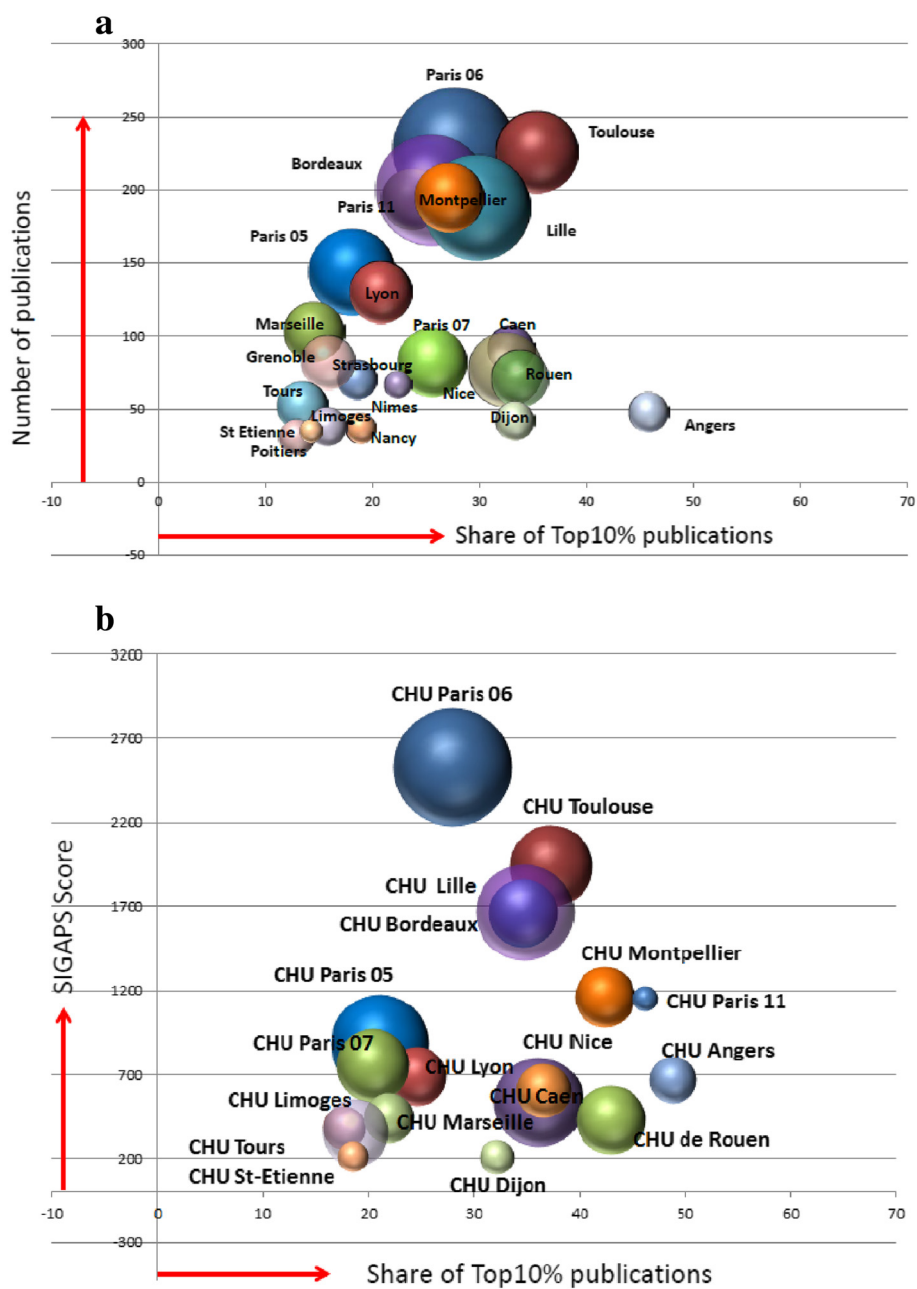 a
300
Paris 06
250
Toulouse
Bordeaux
200
Paris 11
Montpellier
Lille
Paris 05
150
Lyon
Marseille
Paris 07
Caen
100
Grenoble
Strasbourg
Nice
Rouen
Tours
Nimes
50
Limoges
Dijon
Angers
St Etienne
Nancy
Poitiers
0
-10 0 10 20 30 40 50 60 70
-50
Number of publications
Share of Top10% publications
b
3200
CHU Paris 06
2700
2200
CHU Toulouse
CHU Lille
1700
CHU Bordeaux
CHU Montpellier
CHU Paris 05
1200
CHU Paris 11
CHU Paris 07
CHU Nice
CHU Angers
700
CHU Lyon
CHU Limoges
CHU Caen
CHU Marseille
CHU Tours
CHU de Rouen
200
CHU St-Etienne
CHU Dijon
-10 0 10 20 30 40 50 60 70
-300
SIGAPS Score
Share of Top10% publications